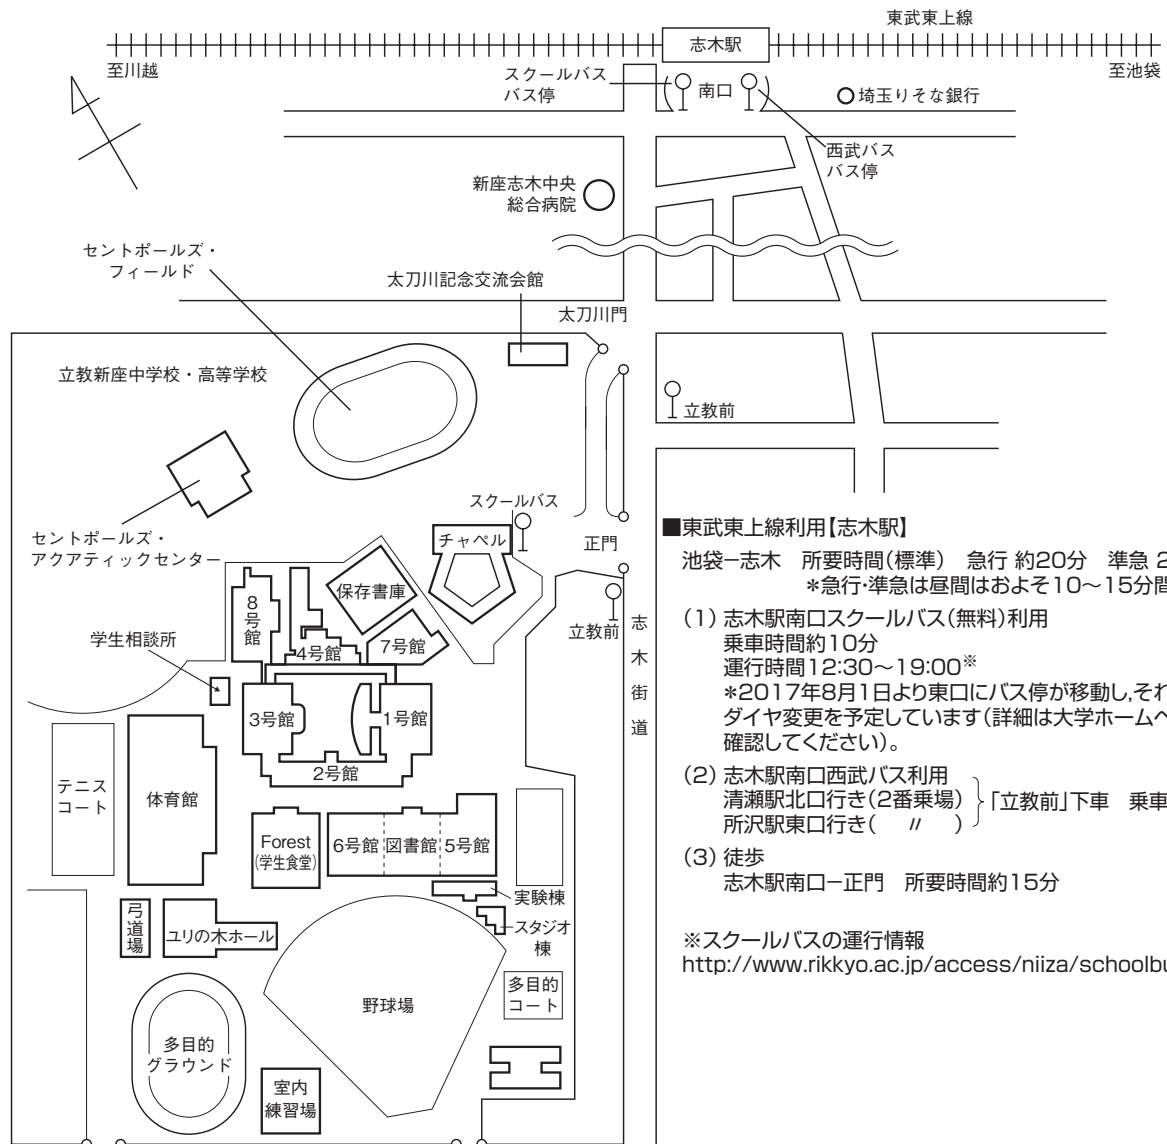 東武東上線
志木駅
至川越
至池袋
スクールバス
バス停
南口
埼玉りそな銀行
西武バス
バス停
新座志木中央
総合病院
セントポールズ・
フィールド
太刀川記念交流会館
太刀川門
立教新座中学校・高等学校
立教前
セントポールズ・
アクアティックセンター
スクールバス
チャペル
正門
保存書庫
8号館
4号館
7号館
立教前
志木街道
学生相談所
3号館
1号館
2号館
テニス
コート
体育館
Forest
(学生食堂)
6号館
図書館
5号館
実験棟
スタジオ
棟
弓道場
ユリの木ホール
多目的
コート
野球場
多目的
グラウンド
室内
練習場
■東武東上線利用【志木駅】
池袋−志木 所要時間(標準) 急行 約20分 準急 2
*急行・準急は昼間はおよそ10〜15分間
(1) 志木駅南口スクールバス(無料)利用
乗車時間約10分
運行時間12:30〜19:00※
*2017年8月1日より東口にバス停が移動し,それ
ダイヤ変更を予定しています(詳細は大学ホームペ
確認してください)。
(2) 志木駅南口西武バス利用
清瀬駅北口行き(2番乗場)
所沢駅東口行き( 〃 )
「立教前」下車 乗車
(3) 徒歩
志木駅南口−正門 所要時間約15分
※スクールバスの運行情報
http://www.rikkyo.ac.jp/access/niiza/schoolbu